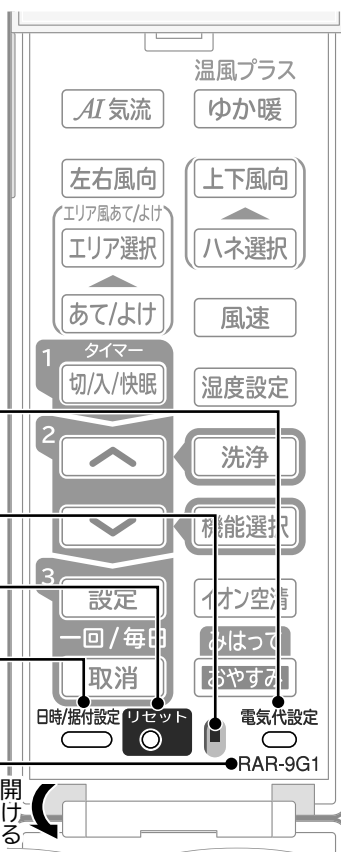 温風プラス
AI 気流
ゆか暖
左右風向
上下風向
エリア風あて/よけ
エリア選択
ハネ選択
あて/よけ
風速
1
タイマー
切/入/快眠
湿度設定
2
洗浄
機能選択
3
設定
イオン空清
一回/毎日
みはって
取消
おやすみ
日時/据付設定
リセット
電気代設定
RAR-9G1
開ける